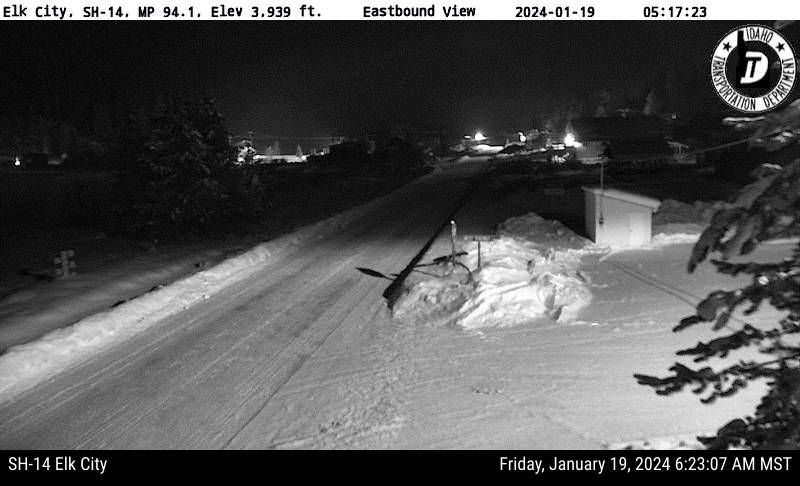 Elk City, SH-14, MP 94.1, Elev 3,939 ft. Eastbound View 2024-01-19 05:17:23
IDAHO
TRANSPORTATION DEPARTMENT
SH-14 Elk City Friday, January 19, 2024 6:23:07 AM MST